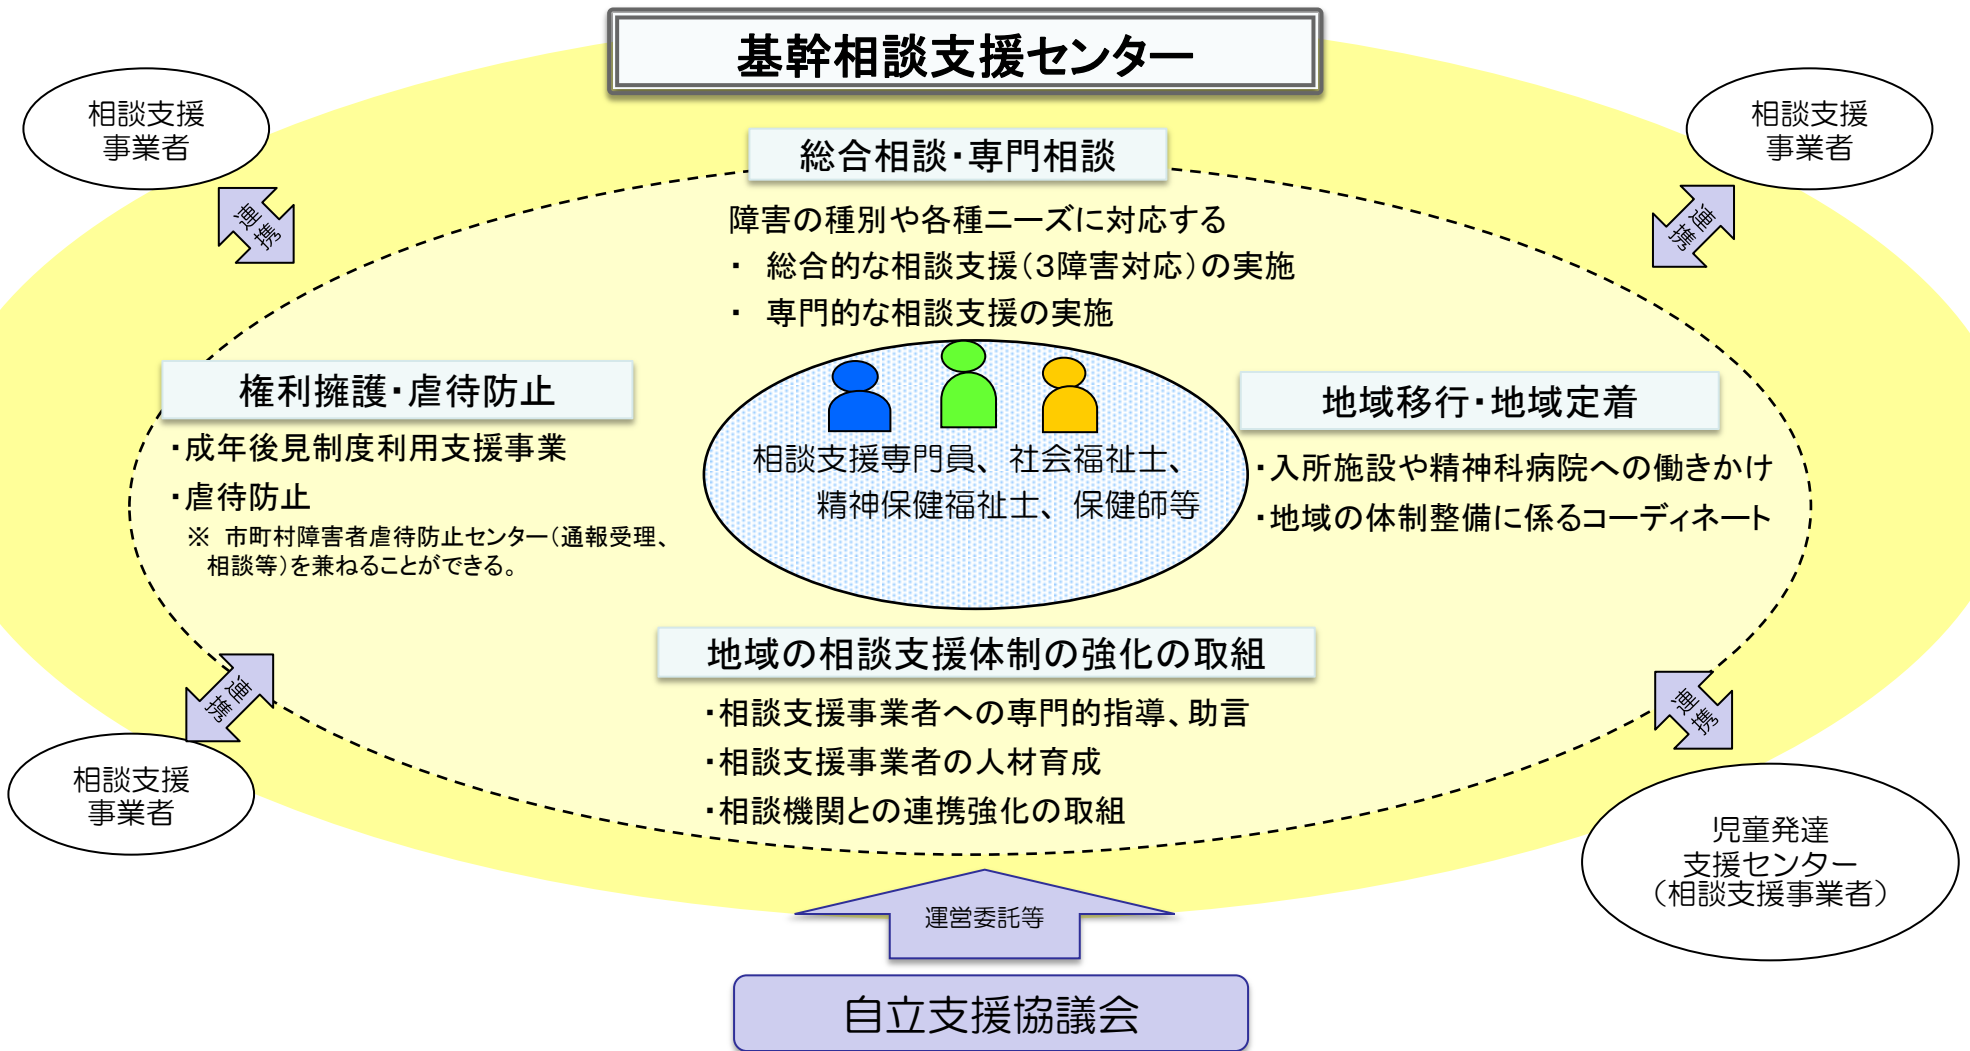 基幹相談支援センター
相談支援
事業者
相談支援
事業者
総合相談・専門相談
連携
連携
障害の種別や各種ニーズに対応する
・ 総合的な相談支援（３障害対応）の実施
・ 専門的な相談支援の実施
権利擁護・虐待防止
・成年後見制度利用支援事業
・虐待防止
※ 市町村障害者虐待防止センター（通報受理、
相談等）を兼ねることができる。
相談支援専門員、社会福祉士、
精神保健福祉士、保健師等
地域移行・地域定着
・入所施設や精神科病院への働きかけ
・地域の体制整備に係るコーディネート
地域の相談支援体制の強化の取組
・相談支援事業者への専門的指導、助言
・相談支援事業者の人材育成
・相談機関との連携強化の取組
連携
連携
相談支援
事業者
児童発達
支援センター
（相談支援事業者）
運営委託等
自立支援協議会